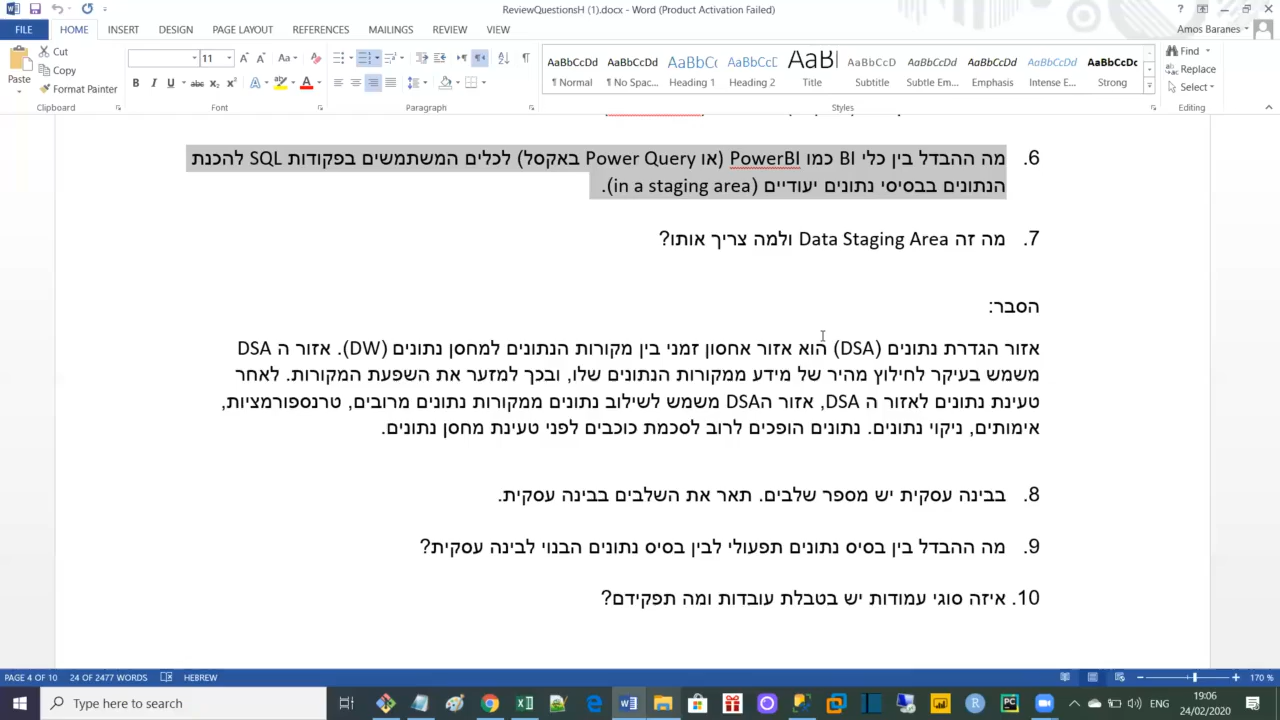 ReviewQuestionsH (1).docx - Word (Product Activation Failed)
FILE HOME INSERT DESIGN PAGE LAYOUT REFERENCES MAILINGS REVIEW VIEW Amos Baranes
Paste Cut Copy Format Painter
11
AaBbCcDd AaBbCcDd AaBbC AaBbCcC AaBl AaBbCcD AaBbCcDd AaBbCcDd AaBbCcDd AaBbCcDc
¶ Normal ¶ No Spac... Heading 1 Heading 2 Title Subtitle Subtle Em... Emphasis Intense E... Strong
Find Replace Select
Clipboard Font Paragraph Styles Editing
6. מה ההבדל בין כלי BI כמו PowerBI (או Power Query באקסל) לכלים המשתמשים בפקודות SQL להכנת
הנתונים בבסיסי נתונים יעודיים (in a staging area).
7. מה זה Data Staging Area ולמה צריך אותו?
הסבר:
אזור הגדרת נתונים (DSA) הוא אזור אחסון זמני בין מקורות הנתונים למחסן נתונים (DW). אזור ה DSA
משמש בעיקר לחילוץ מהיר של מידע ממקורות הנתונים שלו, ובכך למזער את השפעת המקורות. לאחר
טעינת נתונים לאזור ה DSA, אזור הDSA משמש לשילוב נתונים ממקורות נתונים מרובים, טרנספורמציות,
אימותים, ניקוי נתונים. נתונים הופכים לרוב לסכמת כוכבים לפני טעינת מחסן נתונים.
8. בבינה עסקית יש מספר שלבים. תאר את השלבים בבינה עסקית.
9. מה ההבדל בין בסיס נתונים תפעולי לבין בסיס נתונים הבנוי לבינה עסקית?
10. איזה סוגי עמודות יש בטבלת עובדות ומה תפקידם?
PAGE 4 OF 10 24 OF 2477 WORDS HEBREW 170 %
Type here to search
ENG 19:06
24/02/2020